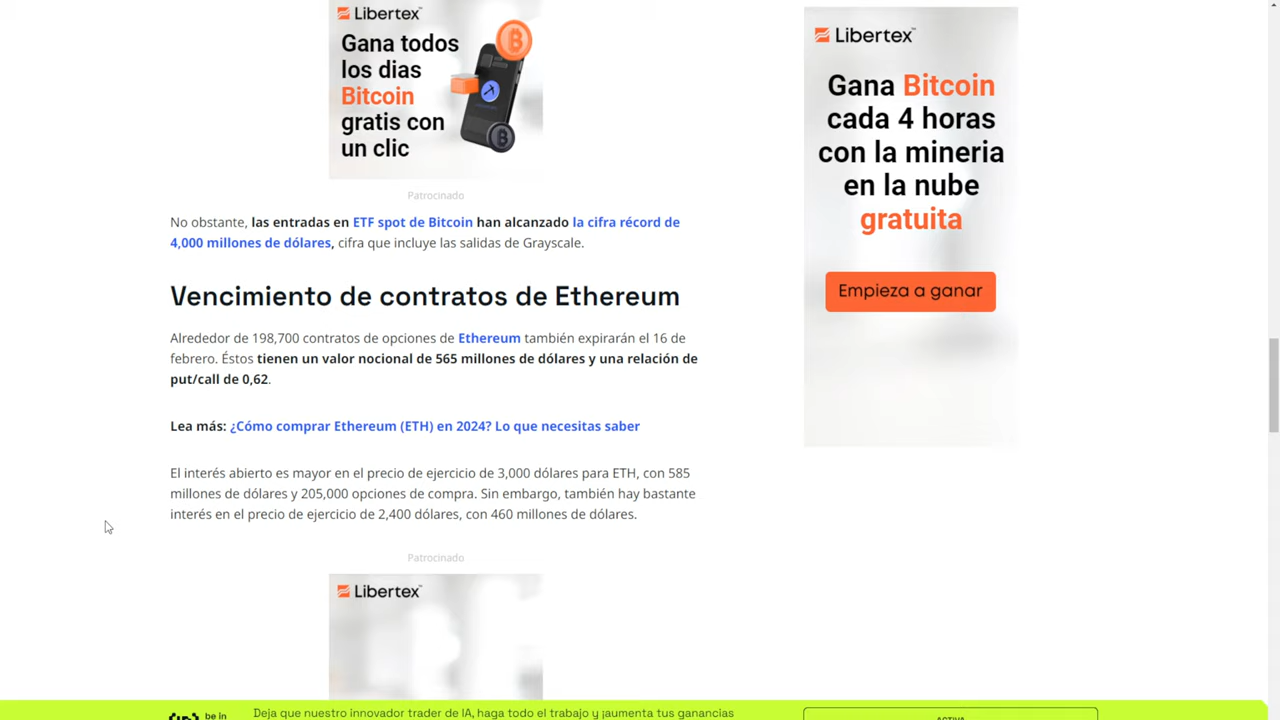 Libertex™
Gana todos
los dias
Bitcoin
gratis con
un clic
Patrocinado
No obstante, las entradas en ETF spot de Bitcoin han alcanzado la cifra récord de
4,000 millones de dólares, cifra que incluye las salidas de Grayscale.
Vencimiento de contratos de Ethereum
Alrededor de 198,700 contratos de opciones de Ethereum también expirarán el 16 de
febrero. Éstos tienen un valor nocional de 565 millones de dólares y una relación de
put/call de 0,62.
Lea más: ¿Cómo comprar Ethereum (ETH) en 2024? Lo que necesitas saber
El interés abierto es mayor en el precio de ejercicio de 3,000 dólares para ETH, con 585
millones de dólares y 205,000 opciones de compra. Sin embargo, también hay bastante
interés en el precio de ejercicio de 2,400 dólares, con 460 millones de dólares.
Patrocinado
Libertex™
Libertex™
Gana Bitcoin
cada 4 horas
con la mineria
en la nube
gratuita
Empieza a ganar
be in
Deja que nuestro innovador trader de IA, haga todo el trabajo y ¡aumenta tus ganancias
ACTIVA